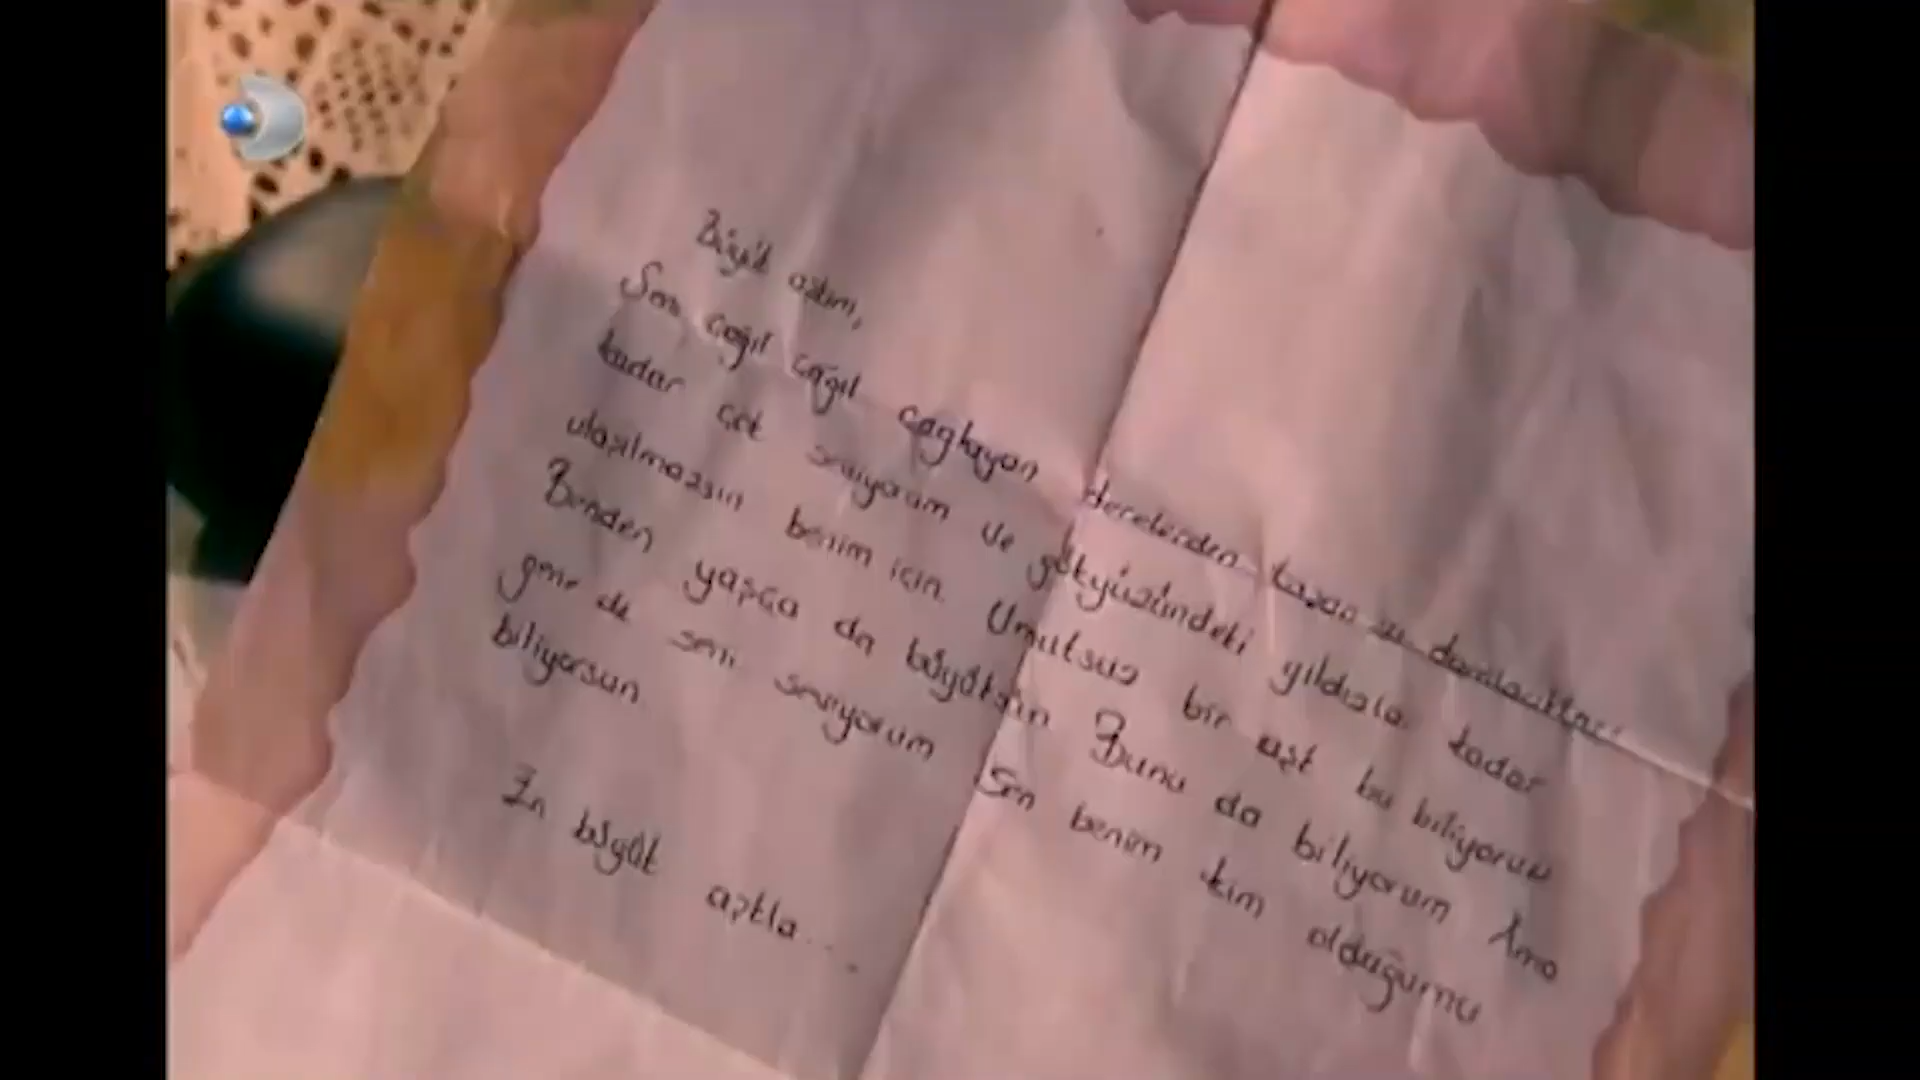 Büyük aşkım,
Seni çağıl çağıl çağlayan derelerden taşan su damlacıkları
kadar çok seviyorum ve gökyüzündeki yıldızla kadar
ulaşılmazsın benim için. Umutsuz bir aşk bu biliyorum
Benden yaşça da büyüksün Bunu da biliyorum Ama
gene de seni seviyorum Sen benim kim olduğumu
biliyorsun.
En büyük aşkla...